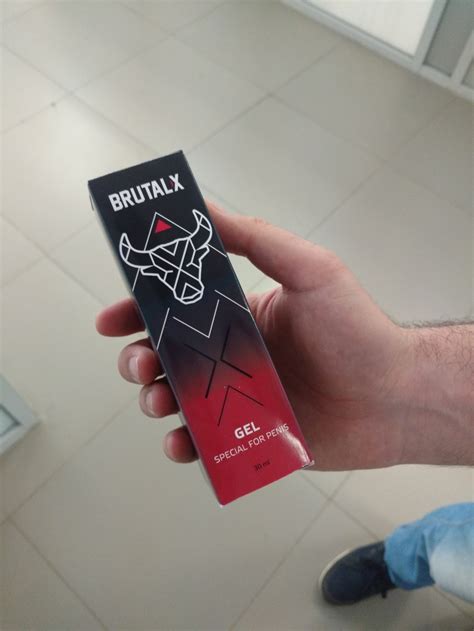 BRUTALX
GEL
SPECIAL FOR PENIS
30 ml